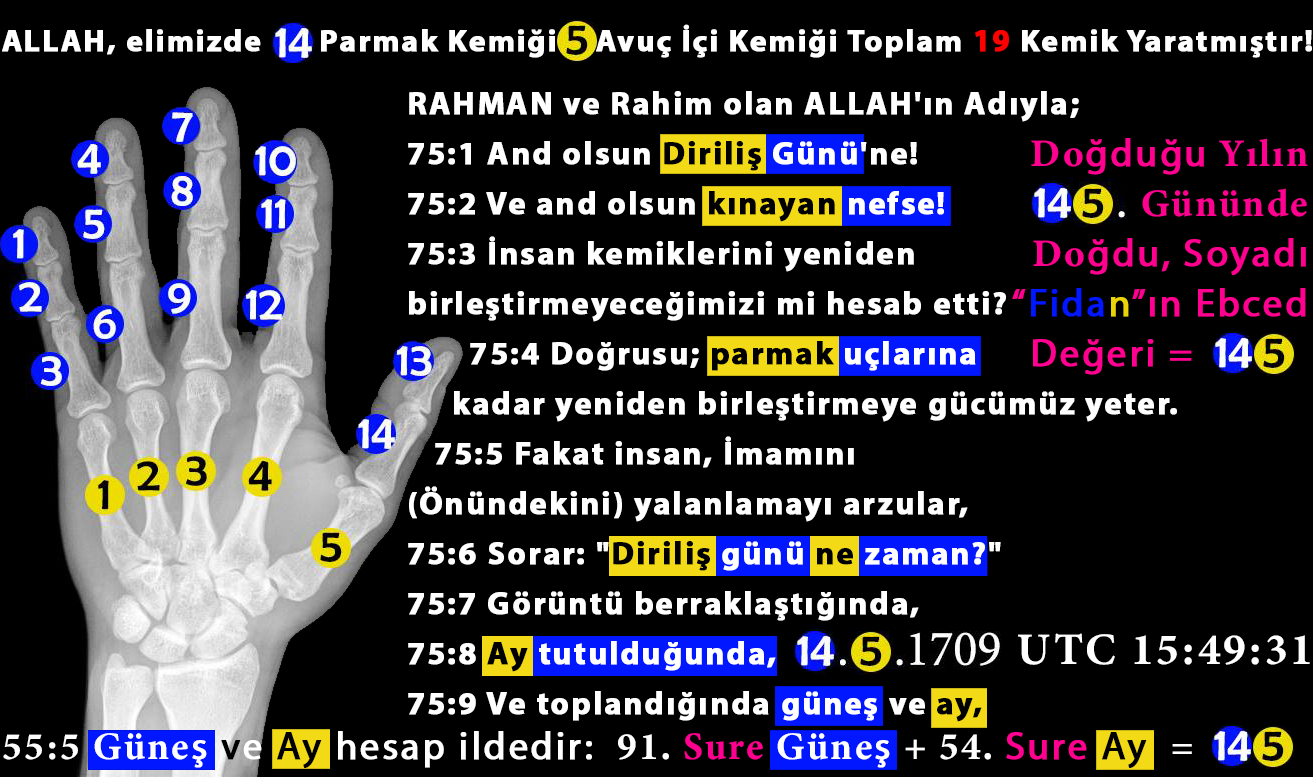 ALLAH, elimizde 14 Parmak Kemiği 5 Avuç İçi Kemiği Toplam 19 Kemik Yaratmıştır!
RAHMAN ve Rahim olan ALLAH'ın Adıyla;
75:1 And olsun Diriliş Günü'ne!
75:2 Ve and olsun kınayan nefse!
75:3 İnsan kemiklerini yeniden
birleştirmeyeceğimizi mi hesab etti?
75:4 Doğrusu; parmak uçlarına
kadar yeniden birleştirmeye gücümüz yeter.
75:5 Fakat insan, İmamını
(Önündekini) yalanlamayı arzular,
75:6 Sorar: "Diriliş günü ne zaman?"
75:7 Görüntü berraklaştığında,
75:8 Ay tutulduğunda, 14.5.1709 UTC 15:49:31
75:9 Ve toplandığında güneş ve ay,
Doğduğu Yılın
145. Gününde
Doğdu, Soyadı
“Fidan”ın Ebced
Değeri = 145
55:5 Güneş ve Ay hesap ildedir: 91. Sure Güneş + 54. Sure Ay = 145
1
2
3
4
5
6
7
8
9
10
11
12
13
14
1
2
3
4
5